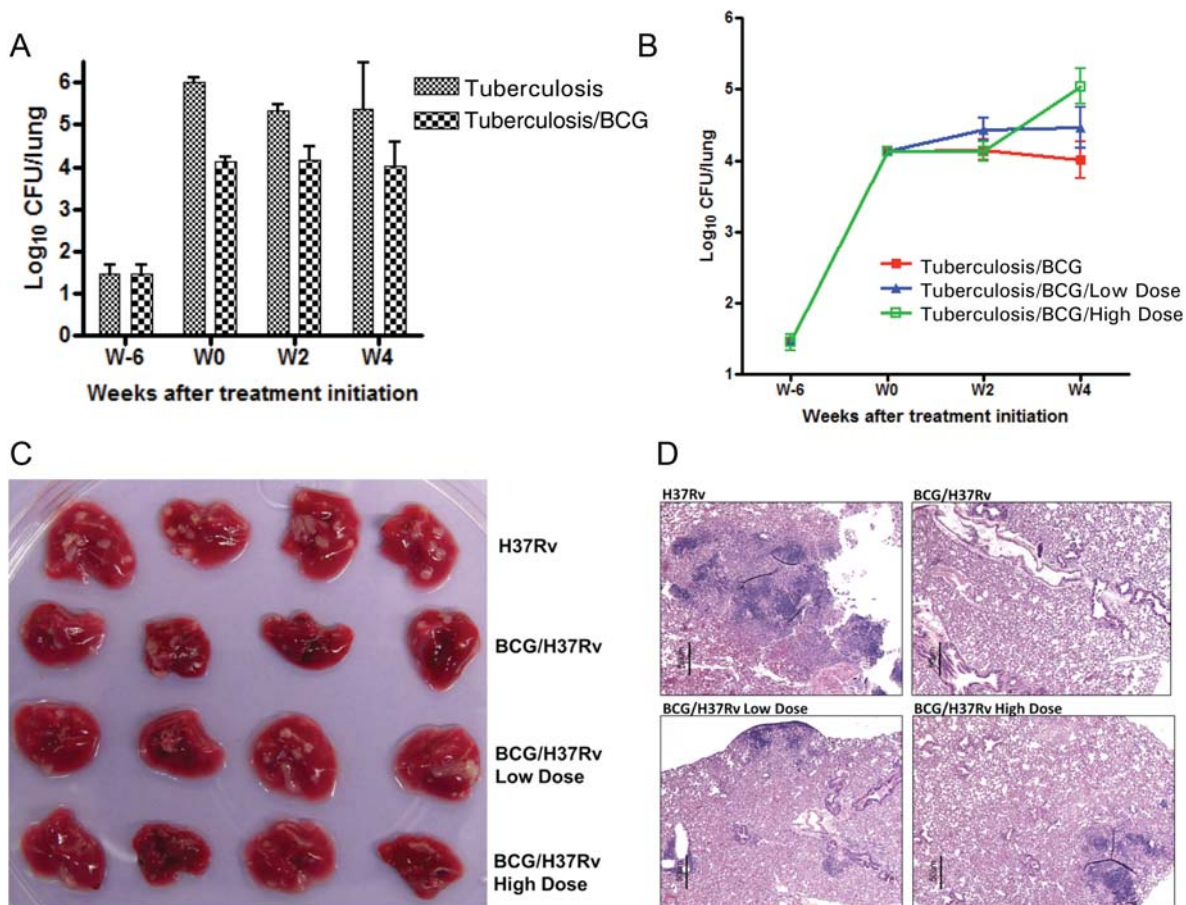 A
Log10 CFU/lung
6
5
4
3
2
1
0
W-6 W0 W2 W4
Weeks after treatment initiation
Tuberculosis
Tuberculosis/BCG
B
Log10 CFU/lung
6
5
4
3
2
1
W-6 W0 W2 W4
Weeks after treatment initiation
Tuberculosis/BCG
Tuberculosis/BCG/Low Dose
Tuberculosis/BCG/High Dose
C
H37Rv
BCG/H37Rv
BCG/H37Rv
Low Dose
BCG/H37Rv
High Dose
D
H37Rv
BCG/H37Rv
BCG/H37Rv Low Dose
BCG/H37Rv High Dose